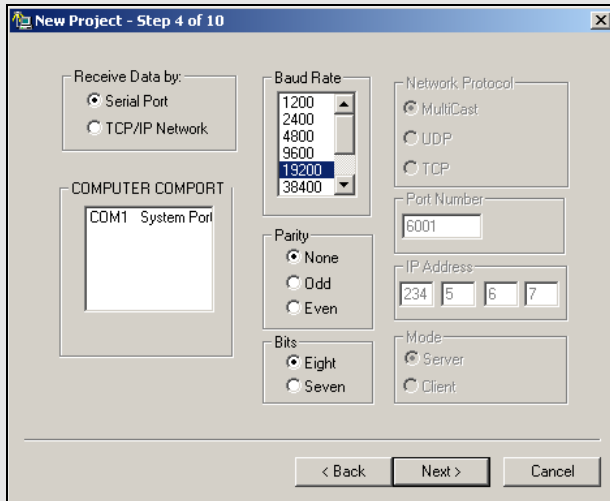 New Project - Step 4 of 10
Receive Data by:
Serial Port
TCP/IP Network
COMPUTER COMPORT
COM1 System Port
Baud Rate
1200
2400
4800
9600
19200
38400
Parity
None
Odd
Even
Bits
Eight
Seven
Network Protocol
MultiCast
UDP
TCP
Port Number
6001
IP Address
234 5 6 7
Mode
Server
Client
< Back
Next >
Cancel